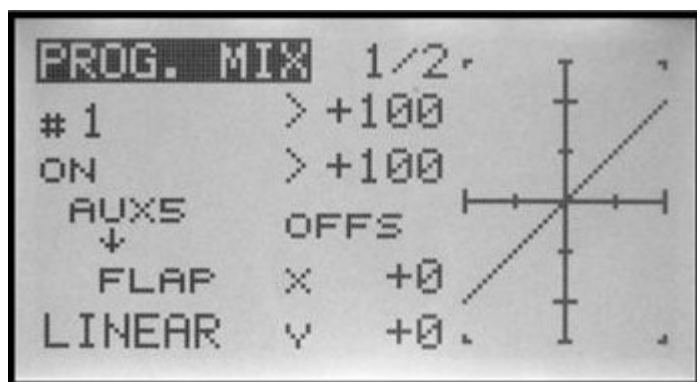 PROG. MIX 1/2
#1 > +100
ON > +100
AUX5 OFFS
↓
FLAP X +0
LINEAR Y +0